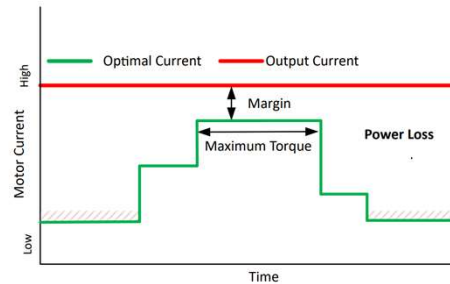 Optimal Current
Output Current
High
Margin
Motor Current
Maximum Torque
Power Loss
Low
Time